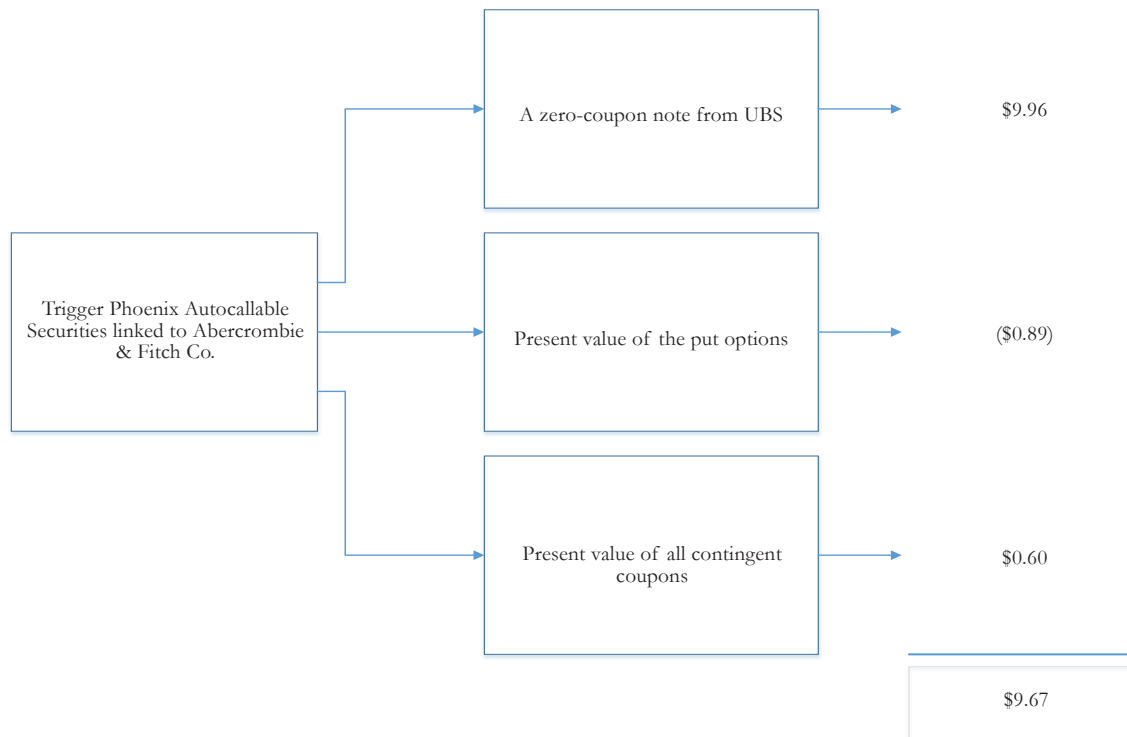 A zero-coupon note from UBS
$9.96
Trigger Phoenix Autocallable
Securities linked to Abercrombie
& Fitch Co.
Present value of the put options
($0.89)
Present value of all contingent
coupons
$0.60
$9.67